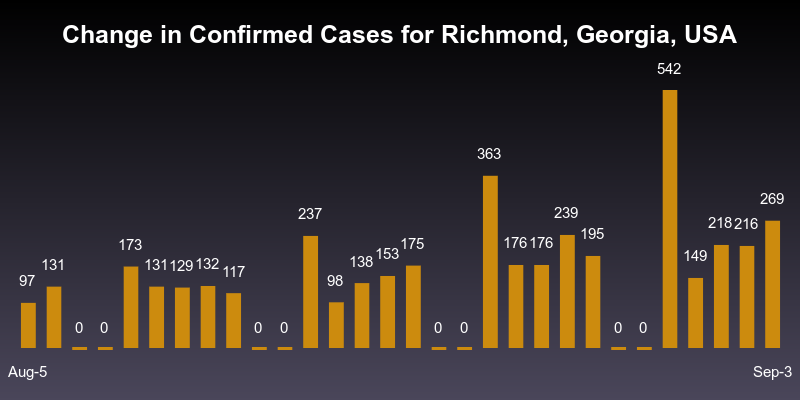 Change in Confirmed Cases for Richmond, Georgia, USA
97 131 0 0 173 131 129 132 117 0 0 237 98 138 153 175 0 0 363 176 176 239 195 0 0 542 149 218 216 269
Aug-5 Sep-3